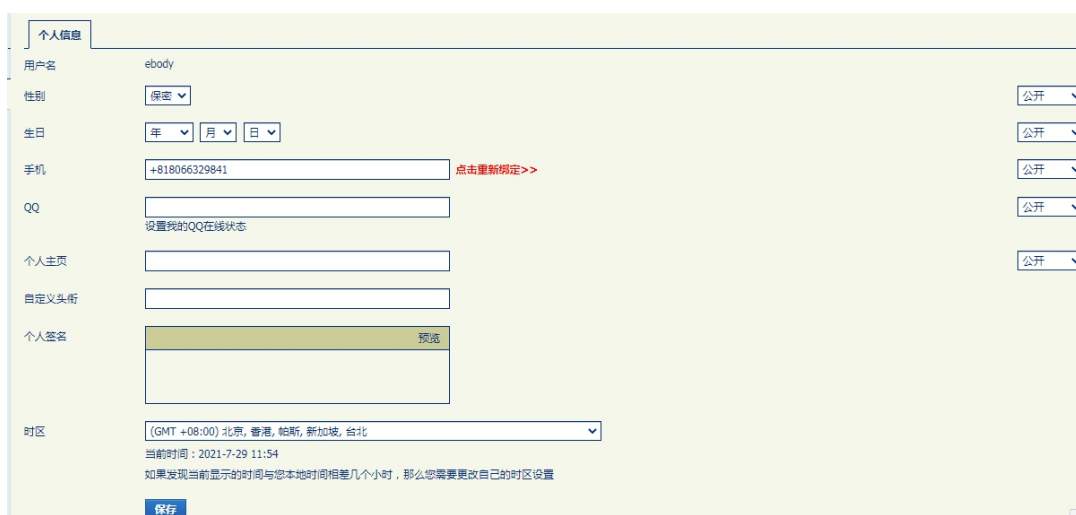 个人信息
用户名 ebody
性别 保密 公开
生日 年 月 日 公开
手机 +818066329841 点击重新绑定>> 公开
QQ 公开
设置我的QQ在线状态
个人主页 公开
自定义头衔
个人签名 预览
时区 (GMT +08:00) 北京, 香港, 帕斯, 新加坡, 台北
当前时间：2021-7-29 11:54
如果发现当前显示的时间与您本地时间相差几个小时，那么您需要更改自己的时区设置
保存